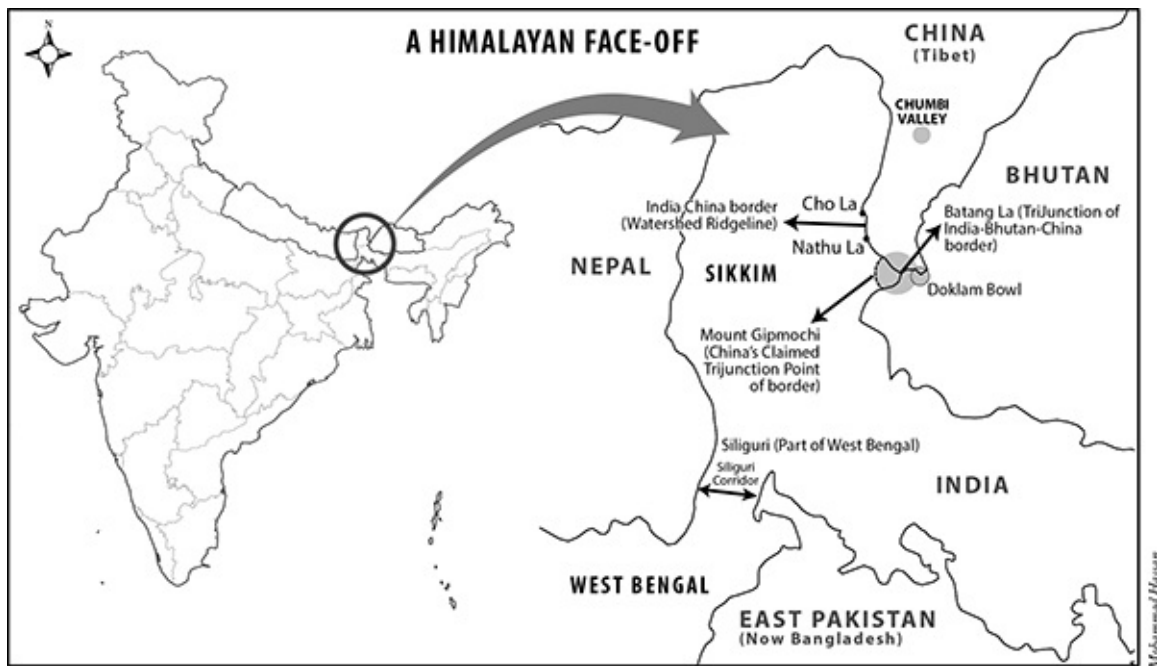 N
A HIMALAYAN FACE-OFF
CHINA
(Tibet)
CHUMBI
VALLEY
BHUTAN
Cho La
India China border
(Watershed Ridgeline)
Nathu La
Batang La (TriJunction of
India-Bhutan-China
border)
NEPAL
SIKKIM
Doklam Bowl
Mount Gipmochi
(China's Claimed
Trijunction Point
of border)
Siliguri (Part of West Bengal)
Siliguri
Corridor
INDIA
WEST BENGAL
EAST PAKISTAN
(Now Bangladesh)
Mohammad Hasan